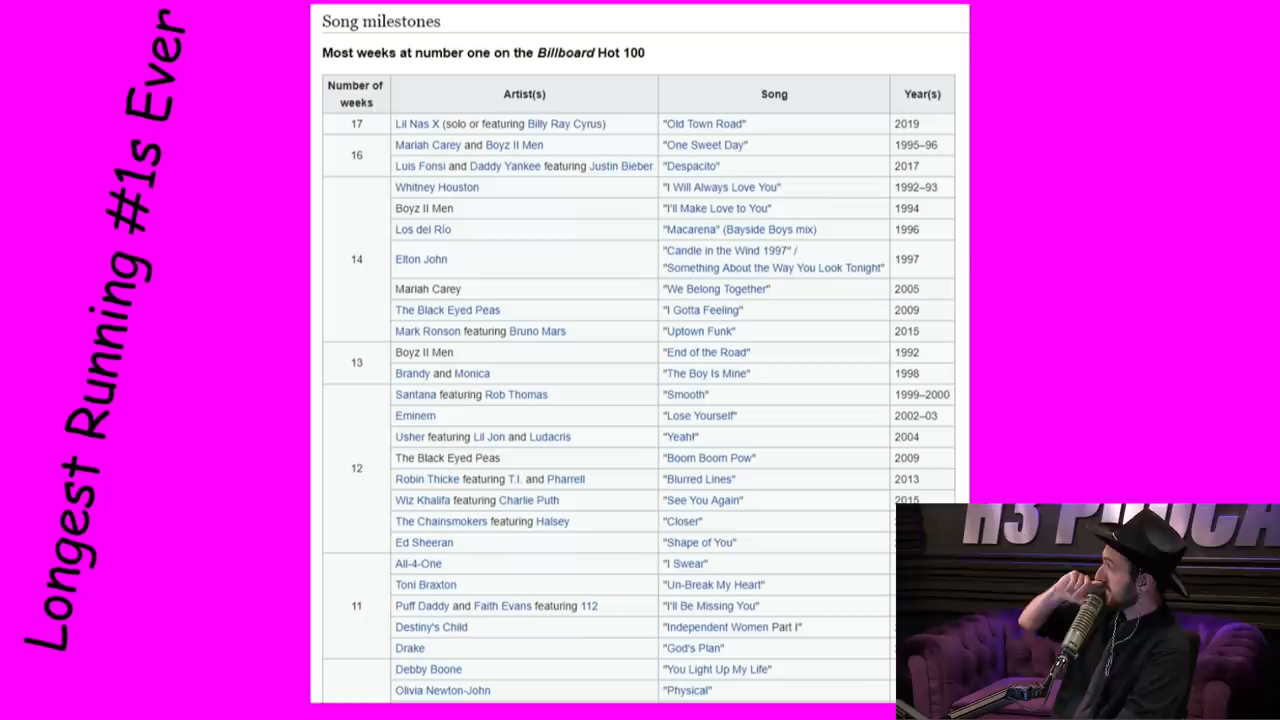 Longest Running #1s Ever
Song milestones
Most weeks at number one on the Billboard Hot 100
Number of weeks Artist(s) Song Year(s)
17 Lil Nas X (solo or featuring Billy Ray Cyrus) "Old Town Road" 2019
16 Mariah Carey and Boyz II Men "One Sweet Day" 1995–96
Luis Fonsi and Daddy Yankee featuring Justin Bieber "Despacito" 2017
14 Whitney Houston "I Will Always Love You" 1992–93
Boyz II Men "I'll Make Love to You" 1994
Los del Río "Macarena" (Bayside Boys mix) 1996
Elton John "Candle in the Wind 1997" /
"Something About the Way You Look Tonight" 1997
Mariah Carey "We Belong Together" 2005
The Black Eyed Peas "I Gotta Feeling" 2009
Mark Ronson featuring Bruno Mars "Uptown Funk" 2015
13 Boyz II Men "End of the Road" 1992
Brandy and Monica "The Boy Is Mine" 1998
12 Santana featuring Rob Thomas "Smooth" 1999–2000
Eminem "Lose Yourself" 2002–03
Usher featuring Lil Jon and Ludacris "Yeah!" 2004
The Black Eyed Peas "Boom Boom Pow" 2009
Robin Thicke featuring T.I. and Pharrell "Blurred Lines" 2013
Wiz Khalifa featuring Charlie Puth "See You Again" 2015
The Chainsmokers featuring Halsey "Closer"
Ed Sheeran "Shape of You"
11 All-4-One "I Swear"
Toni Braxton "Un-Break My Heart"
Puff Daddy and Faith Evans featuring 112 "I'll Be Missing You"
Destiny's Child "Independent Women Part I"
Drake "God's Plan"
Debby Boone "You Light Up My Life"
Olivia Newton-John "Physical"
H3 PODCA